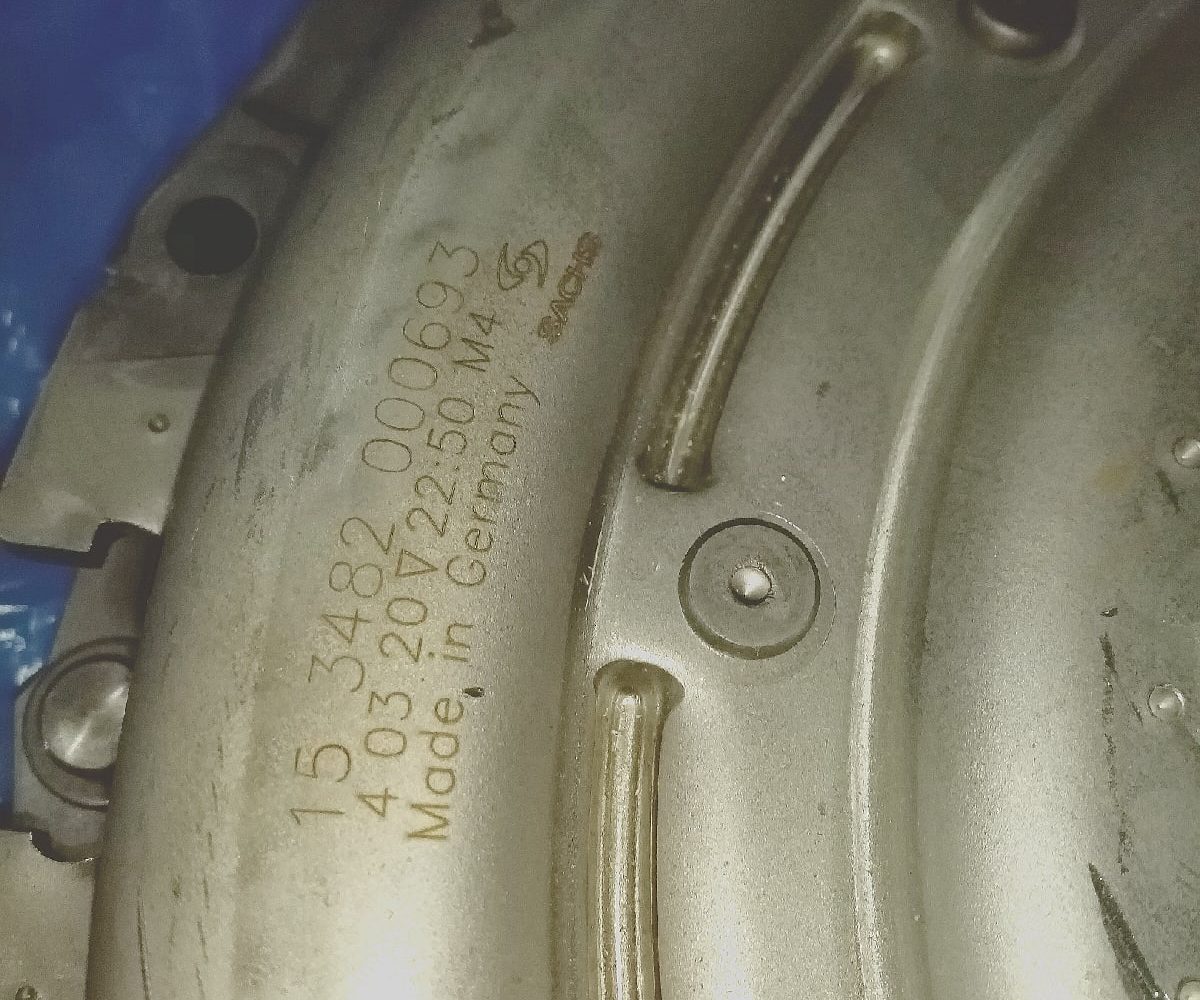 15 3482 000693
4 03 20∇22:50 M4
Made in Germany
SACHS